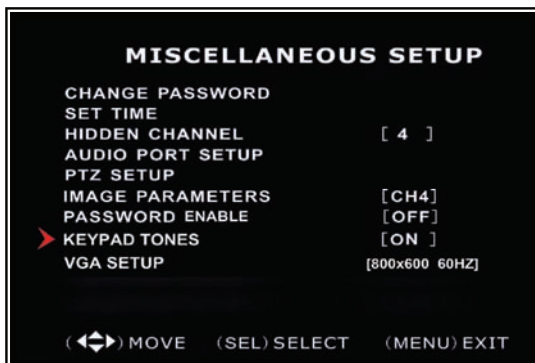 MISCELLANEOUS SETUP
CHANGE PASSWORD
SET TIME
HIDDEN CHANNEL [ 4 ]
AUDIO PORT SETUP
PTZ SETUP
IMAGE PARAMETERS [CH4]
PASSWORD ENABLE [OFF]
KEYPAD TONES [ON ]
VGA SETUP [800x600 60HZ]
(◀▲▼▶) MOVE (SEL) SELECT (MENU) EXIT